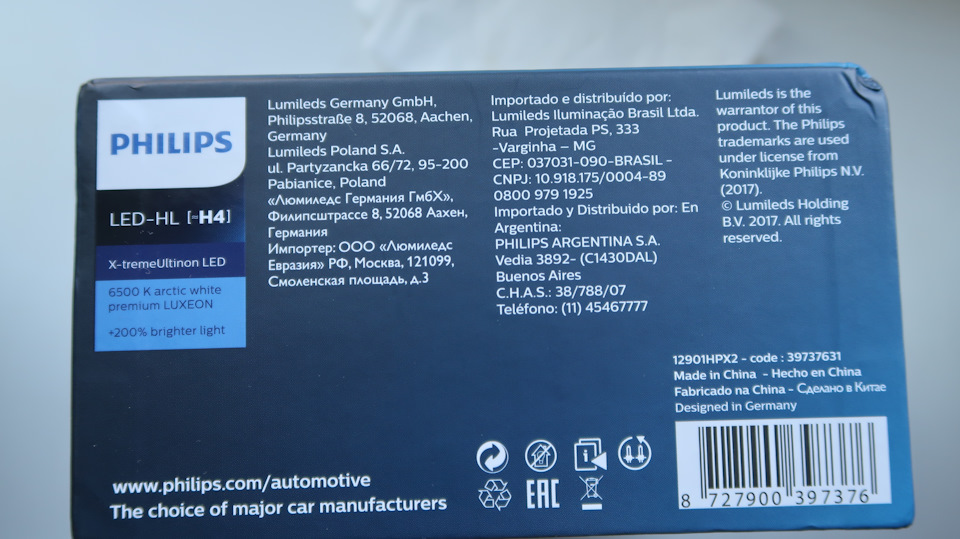 PHILIPS
LED-HL [~H4]
X-tremeUltinon LED
6500 K arctic white
premium LUXEON
+200% brighter light
Lumileds Germany GmbH,
Philipsstraße 8, 52068, Aachen,
Germany
Lumileds Poland S.A.
ul. Partyzancka 66/72, 95-200
Pabianice, Poland
«Люмиледс Германия ГмбХ»,
Филипсштрассе 8, 52068 Аахен,
Германия
Импортер: ООО «Люмиледс
Евразия» РФ, Москва, 121099,
Смоленская площадь, д.3
Importado e distribuído por:
Lumileds Iluminação Brasil Ltda.
Rua Projetada PS, 333
-Varginha – MG
CEP: 037031-090-BRASIL -
CNPJ: 10.918.175/0004-89
0800 979 1925
Importado y Distribuido por: En
Argentina:
PHILIPS ARGENTINA S.A.
Vedia 3892- (C1430DAL)
Buenos Aires
C.H.A.S.: 38/788/07
Teléfono: (11) 45467777
Lumileds is the
warrantor of this
product. The Philips
trademarks are used
under license from
Koninklijke Philips N.V.
(2017).
© Lumileds Holding
B.V. 2017. All rights
reserved.
12901HPX2 - code : 39737631
Made in China - Hecho en China
Fabricado na China - Сделано в Китае
Designed in Germany
8 727900 397376
EAC
www.philips.com/automotive
The choice of major car manufacturers